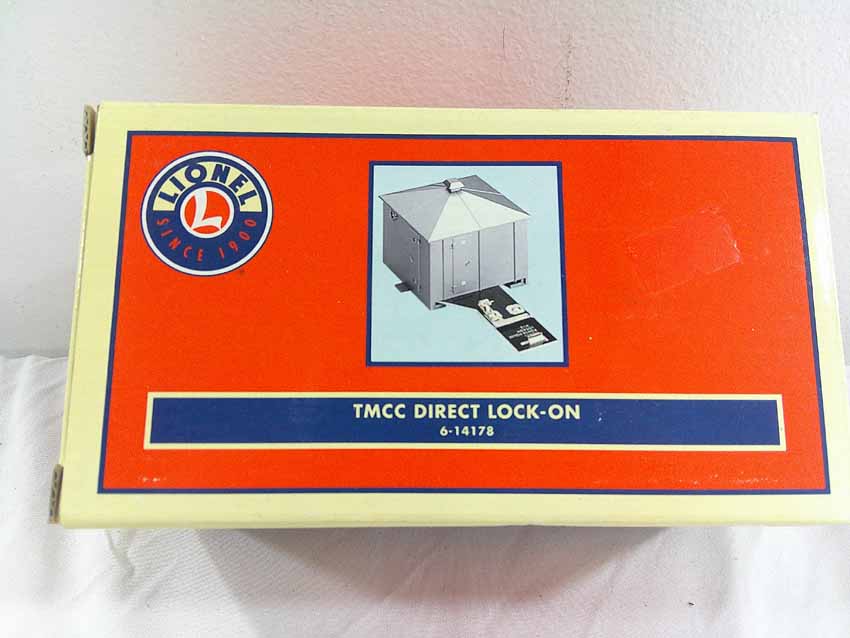 LIONEL
L
SINCE 1900
TMCC DIRECT LOCK-ON
6-14178